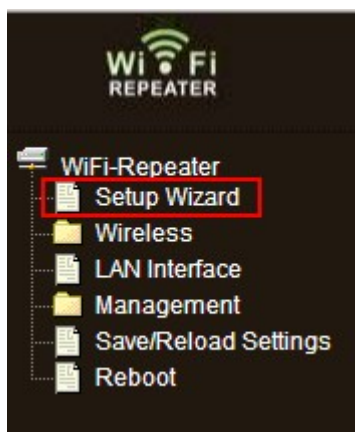 Wi Fi
REPEATER
WiFi-Repeater
Setup Wizard
Wireless
LAN Interface
Management
Save/Reload Settings
Reboot